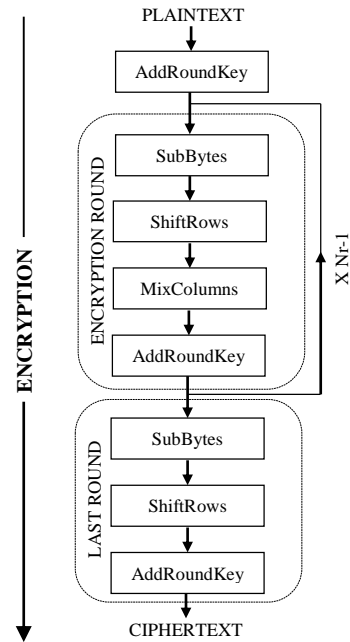 PLAINTEXT
AddRoundKey
ENCRYPTION ROUND
SubBytes
ShiftRows
MixColumns
AddRoundKey
X Nr-1
ENCRYPTION
LAST ROUND
SubBytes
ShiftRows
AddRoundKey
CIPHERTEXT